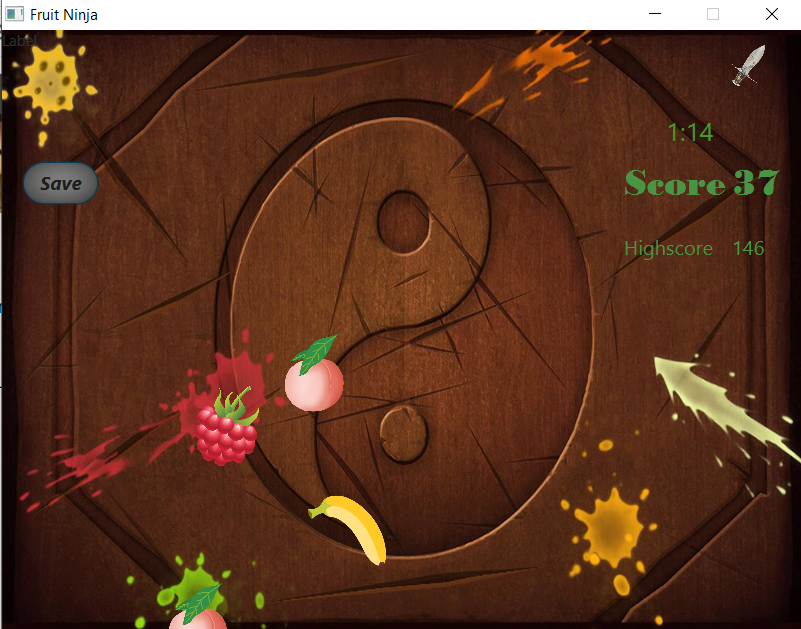 Fruit Ninja
Label
1:14
Save
Score 37
Highscore 146